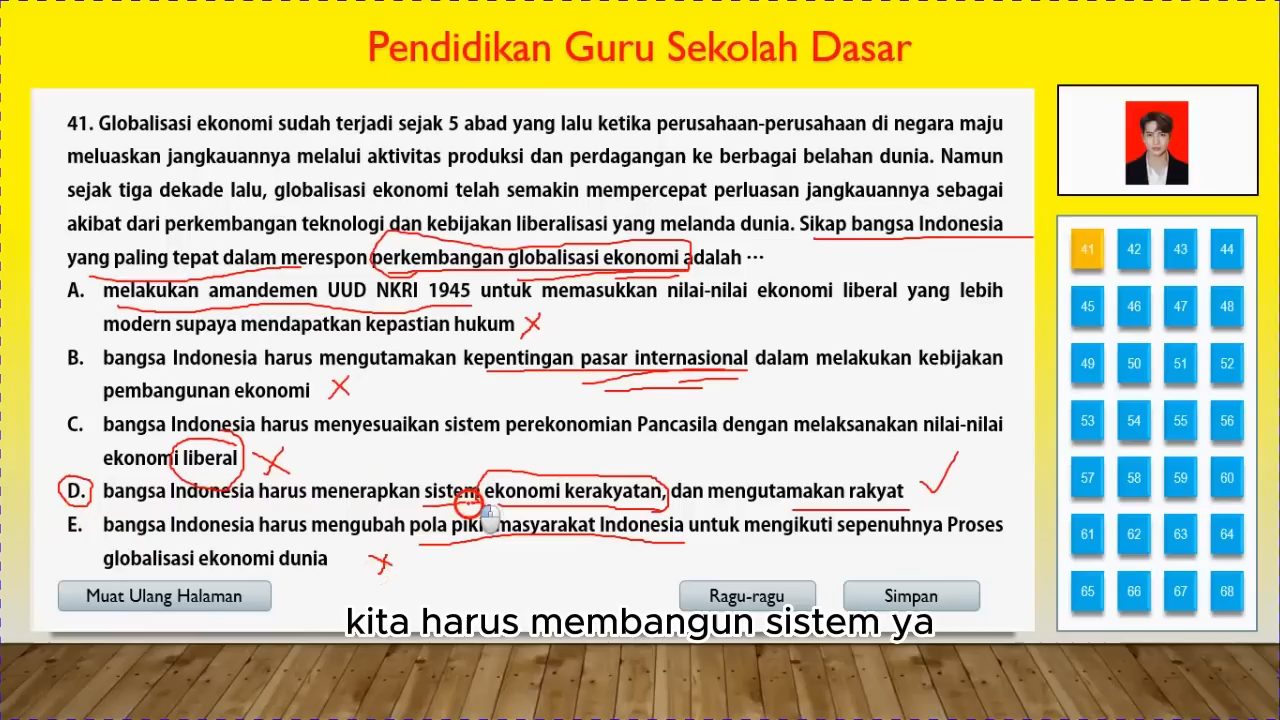 Pendidikan Guru Sekolah Dasar
41. Globalisasi ekonomi sudah terjadi sejak 5 abad yang lalu ketika perusahaan-perusahaan di negara maju
meluaskan jangkauannya melalui aktivitas produksi dan perdagangan ke berbagai belahan dunia. Namun
sejak tiga dekade lalu, globalisasi ekonomi telah semakin mempercepat perluasan jangkauannya sebagai
akibat dari perkembangan teknologi dan kebijakan liberalisasi yang melanda dunia. Sikap bangsa Indonesia
yang paling tepat dalam merespon perkembangan globalisasi ekonomi adalah ···
A. melakukan amandemen UUD NKRI 1945 untuk memasukkan nilai-nilai ekonomi liberal yang lebih
modern supaya mendapatkan kepastian hukum
B. bangsa Indonesia harus mengutamakan kepentingan pasar internasional dalam melakukan kebijakan
pembangunan ekonomi
C. bangsa Indonesia harus menyesuaikan sistem perekonomian Pancasila dengan melaksanakan nilai-nilai
ekonomi liberal
D. bangsa Indonesia harus menerapkan sistem ekonomi kerakyatan, dan mengutamakan rakyat
E. bangsa Indonesia harus mengubah pola pikir masyarakat Indonesia untuk mengikuti sepenuhnya Proses
globalisasi ekonomi dunia
Muat Ulang Halaman
Ragu-ragu
Simpan
kita harus membangun sistem ya
41 42 43 44
45 46 47 48
49 50 51 52
53 54 55 56
57 58 59 60
61 62 63 64
65 66 67 68